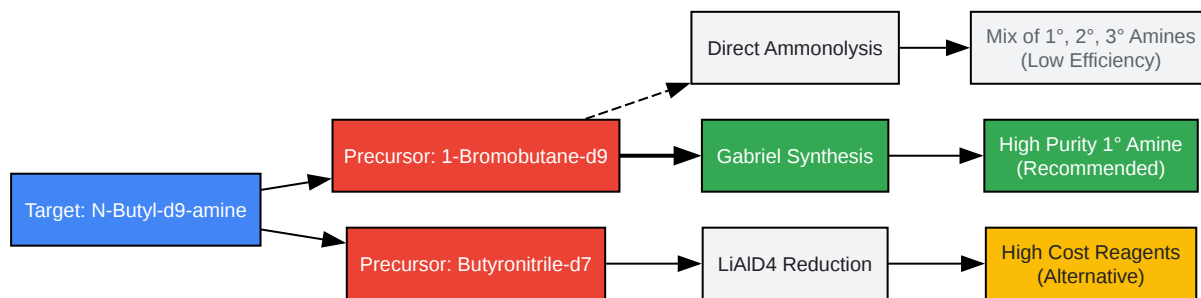 Direct Ammonolysis
Mix of 1°, 2°, 3° Amines
(Low Efficiency)
Precursor: 1-Bromobutane-d9
Gabriel Synthesis
High Purity 1° Amine
(Recommended)
Target: N-Butyl-d9-amine
Precursor: Butyronitrile-d7
LiAlD4 Reduction
High Cost Reagents
(Alternative)